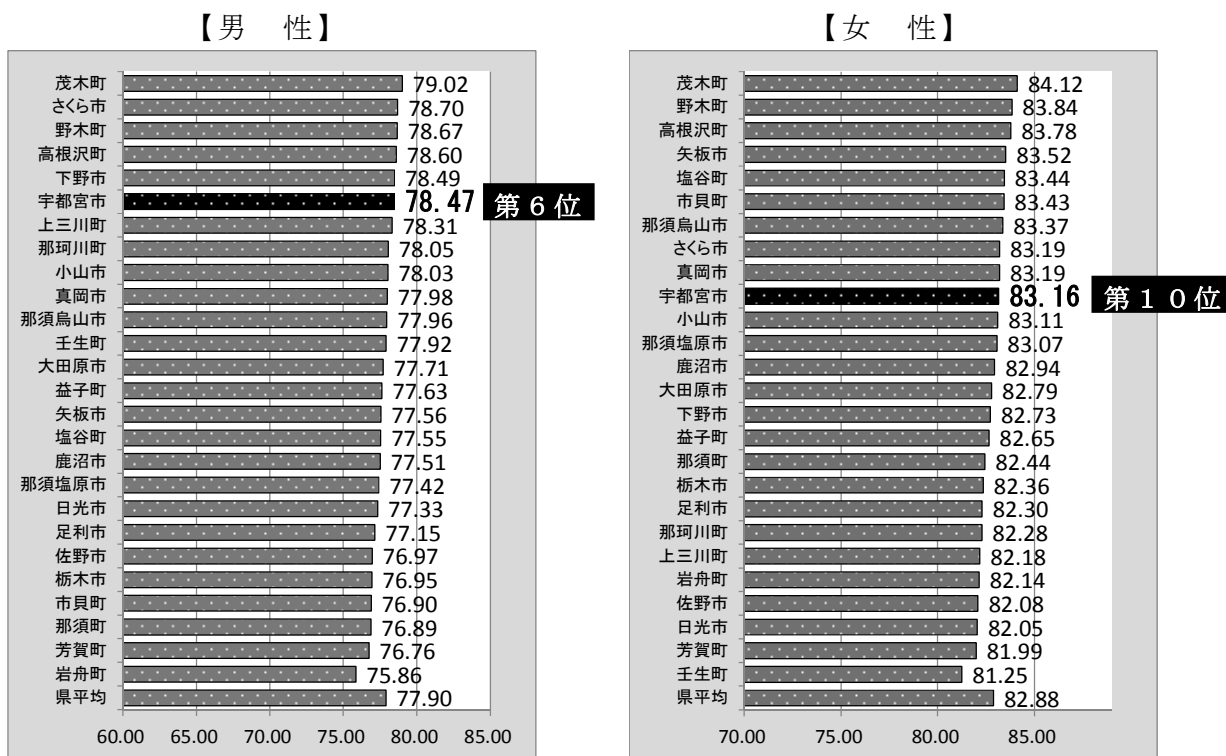 【男　性】
茂木町 79.02
さくら市 78.70
野木町 78.67
高根沢町 78.60
下野市 78.49
宇都宮市 78.47 第６位
上三川町 78.31
那珂川町 78.05
小山市 78.03
真岡市 77.98
那須烏山市 77.96
壬生町 77.92
大田原市 77.71
益子町 77.63
矢板市 77.56
塩谷町 77.55
鹿沼市 77.51
那須塩原市 77.42
日光市 77.33
足利市 77.15
佐野市 76.97
栃木市 76.95
市貝町 76.90
那須町 76.89
芳賀町 76.76
岩舟町 75.86
県平均 77.90
60.00 65.00 70.00 75.00 80.00 85.00
【女　性】
茂木町 84.12
野木町 83.84
高根沢町 83.78
矢板市 83.52
塩谷町 83.44
市貝町 83.43
那須烏山市 83.37
さくら市 83.19
真岡市 83.19
宇都宮市 83.16 第１０位
小山市 83.11
那須塩原市 83.07
鹿沼市 82.94
大田原市 82.79
下野市 82.73
益子町 82.65
那須町 82.44
栃木市 82.36
足利市 82.30
那珂川町 82.28
上三川町 82.18
岩舟町 82.14
佐野市 82.08
日光市 82.05
芳賀町 81.99
壬生町 81.25
県平均 82.88
70.00 75.00 80.00 85.00